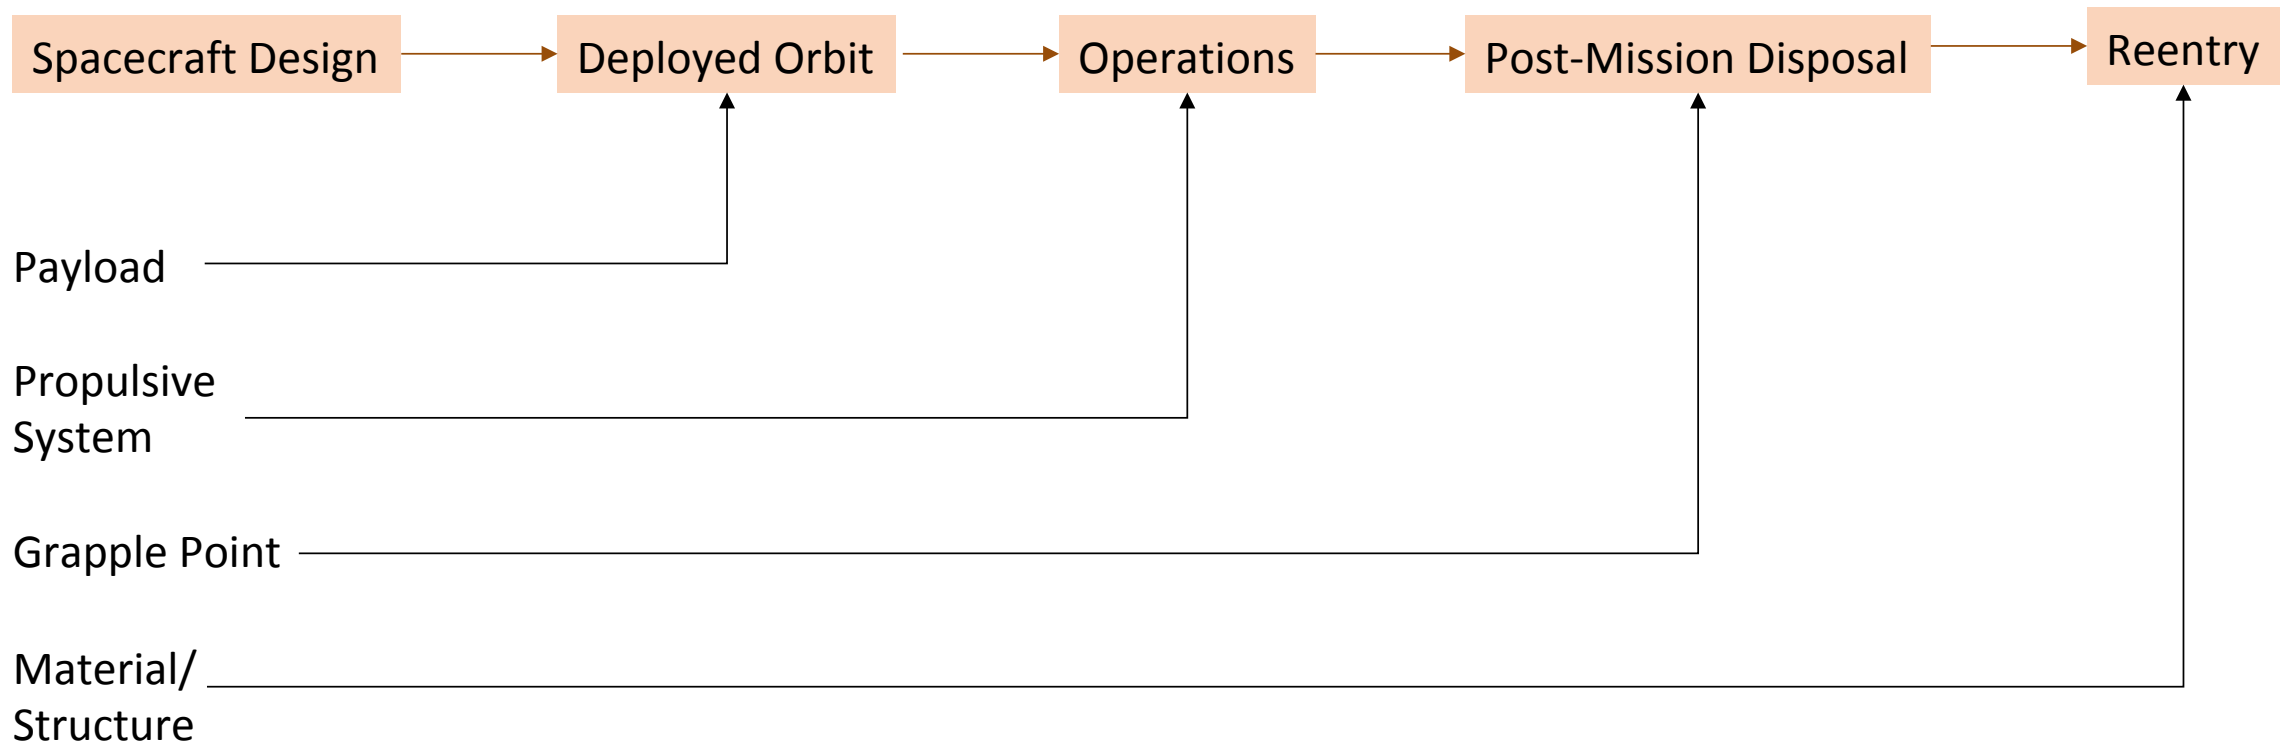 Spacecraft Design
Deployed Orbit
Operations
Post-Mission Disposal
Reentry
Payload
Propulsive
System
Grapple Point
Material/
Structure